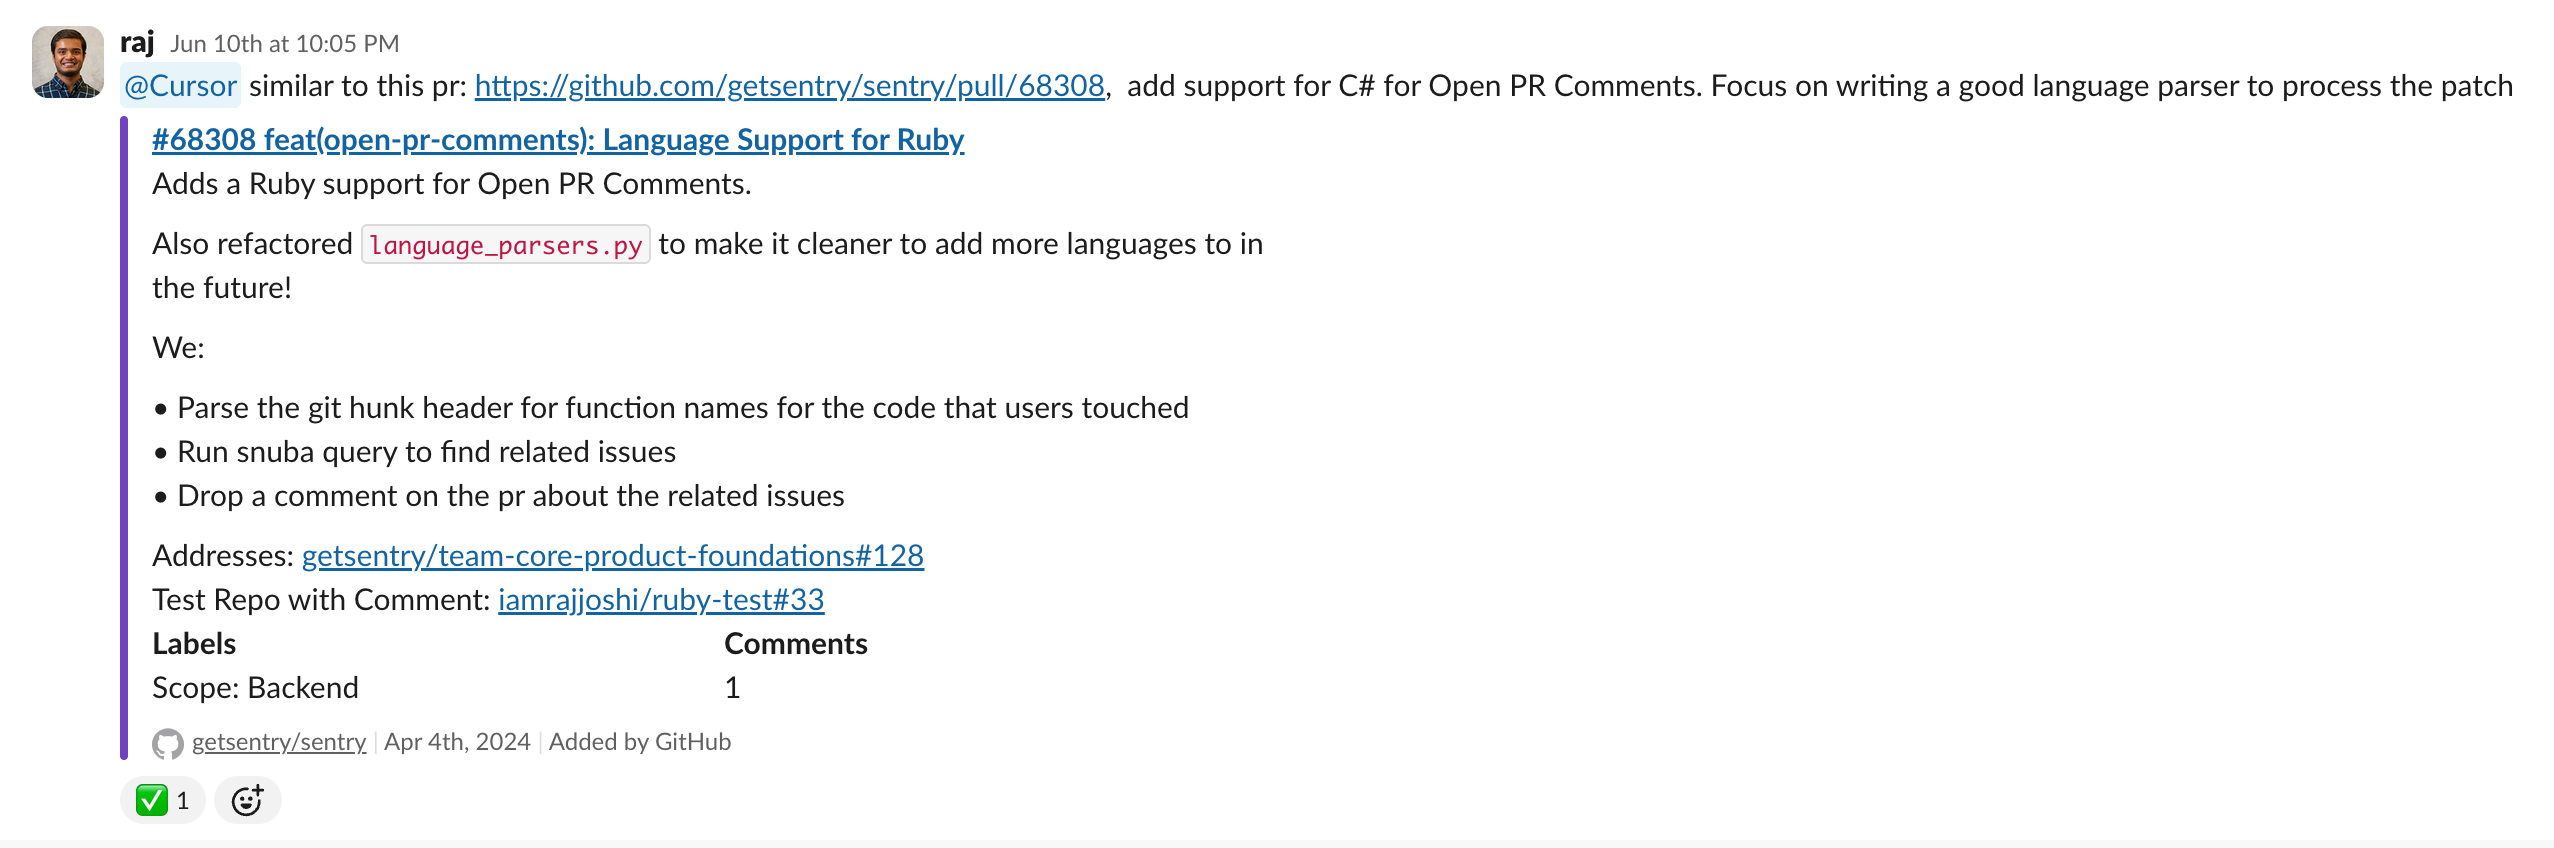 raj Jun 10th at 10:05 PM
@Cursor similar to this pr: https://github.com/getsentry/sentry/pull/68308,  add support for C# for Open PR Comments. Focus on writing a good language parser to process the patch
#68308 feat(open-pr-comments): Language Support for Ruby
Adds a Ruby support for Open PR Comments.
Also refactored language_parsers.py to make it cleaner to add more languages to in
the future!
We:
• Parse the git hunk header for function names for the code that users touched
• Run snuba query to find related issues
• Drop a comment on the pr about the related issues
Addresses: getsentry/team-core-product-foundations#128
Test Repo with Comment: iamrajjoshi/ruby-test#33
Labels Comments
Scope: Backend 1
getsentry/sentry | Apr 4th, 2024 | Added by GitHub
1